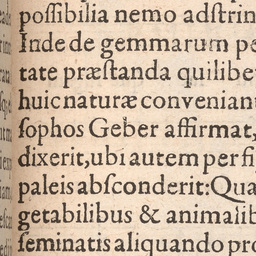 poſſibilia nemo adſtrin
Inde de gemmarum pe
tate præſtanda quilibe
huic naturæ convenian
ſophos Geber affirmat,
dixerit, ubi autem per ſi
paleis abſconderit: Qua
getabilibus & animalib
ſeminatis aliquando pro